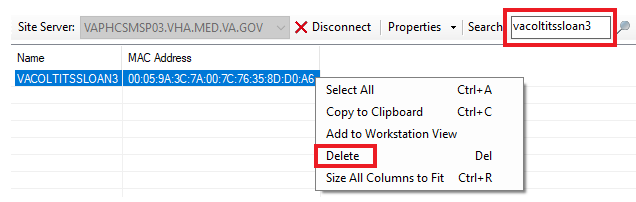 Site Server: VAPHCSMSP03.VHA.MED.VA.GOV Disconnect Properties Search vacoltitssloan3
Name MAC Address
VACOLTITSSLOAN3 00:05:9A:3C:7A:00:7C:76:35:8D:D0:A6
Select All Ctrl+A
Copy to Clipboard Ctrl+C
Add to Workstation View
Delete Del
Size All Columns to Fit Ctrl+R